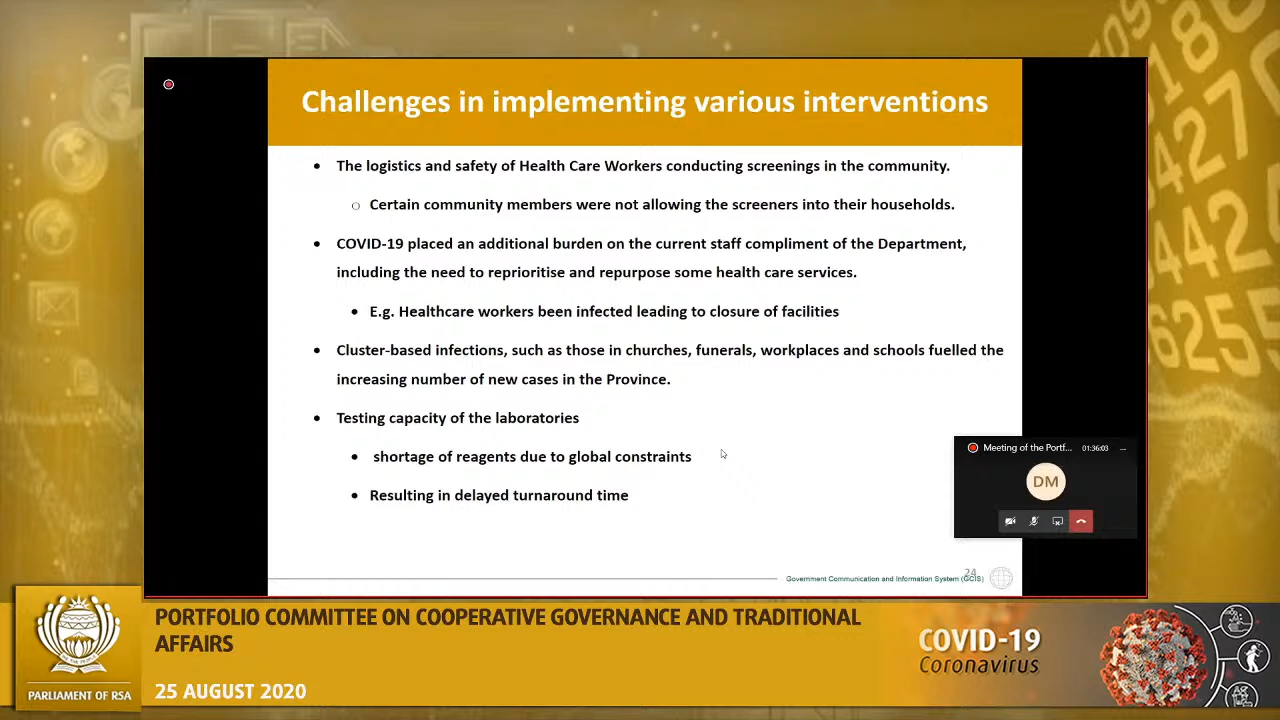 Challenges in implementing various interventions
• The logistics and safety of Health Care Workers conducting screenings in the community.
o Certain community members were not allowing the screeners into their households.
• COVID-19 placed an additional burden on the current staff compliment of the Department,
including the need to reprioritise and repurpose some health care services.
• E.g. Healthcare workers been infected leading to closure of facilities
• Cluster-based infections, such as those in churches, funerals, workplaces and schools fuelled the
increasing number of new cases in the Province.
• Testing capacity of the laboratories
• shortage of reagents due to global constraints
• Resulting in delayed turnaround time
Meeting of the Portf... 01:36:03 ...
DM
24
Government Communication and Information System (GCIS)
PORTFOLIO COMMITTEE ON COOPERATIVE GOVERNANCE AND TRADITIONAL
AFFAIRS
25 AUGUST 2020
PARLIAMENT OF RSA
COVID-19
Coronavirus